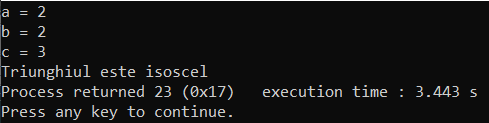 a = 2
b = 2
c = 3
Triunghiul este isoscel
Process returned 23 (0x17)   execution time : 3.443 s
Press any key to continue.